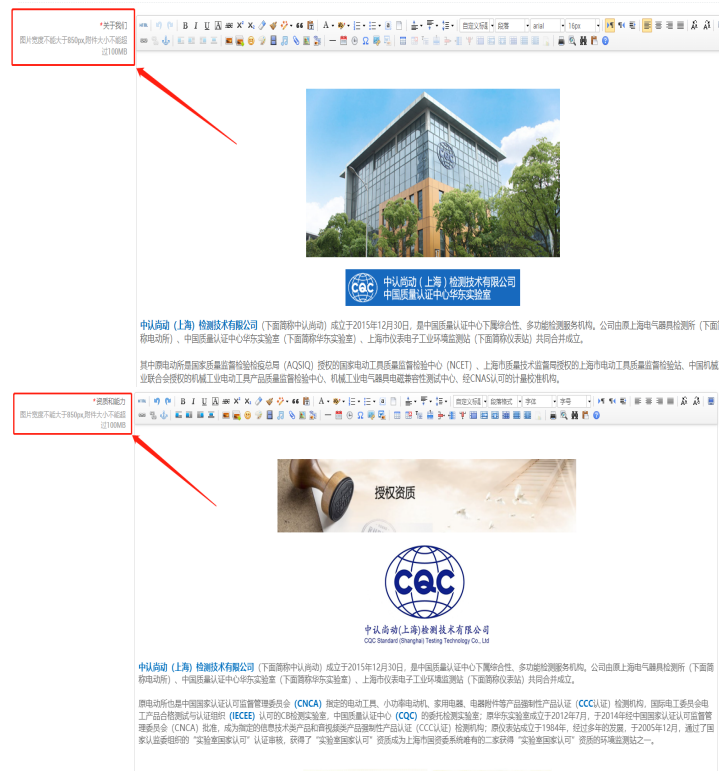 *关于我们
图片宽度不能大于850px,附件大小不能超
过100MB
自定义标题
段落
arial
16px
CQC
中认尚动(上海)检测技术有限公司
中国质量认证中心华东实验室
中认尚动(上海)检测技术有限公司(下面简称中认尚动)成立于2015年12月30日,是中国质量认证中心下属综合性、多功能检测服务机构。公司由原上海电气器具检测所(下面
称电动所)、中国质量认证中心华东实验室(下面简称华东实验室)、上海市仪表电子工业环境监测站(下面简称仪表站)共同合并成立。
其中原电动所是国家质量监督检验检疫总局(AQSIQ)授权的国家电动工具质量监督检验中心(NCET)、上海市质量技术监督局授权的上海市电动工具质量监督检验站、中国机械
业联合会授权的机械工业电动工具产品质量监督检验中心、机械工业电气器具电磁兼容性测试中心、经CNAS认可的计量校准机构。
*资质和能力
图片宽度不能大于850px,附件大小不能超
过100MB
自定义标题
段落格式
字体
字号
授权资质
CQC
中认尚动(上海)检测技术有限公司
CQC Standard (Shanghai) Testing Technology Co., Ltd
中认尚动(上海)检测技术有限公司(下面简称中认尚动)成立于2015年12月30日,是中国质量认证中心下属综合性、多功能检测服务机构。公司由原上海电气器具检测所(下面简
称电动所)、中国质量认证中心华东实验室(下面简称华东实验室)、上海市仪表电子工业环境监测站(下面简称仪表站)共同合并成立。
原电动所也是中国国家认证认可监督管理委员会(CNCA)指定的电动工具、小功率电动机、家用电器、电器附件等产品强制性产品认证(CCC认证)检测机构,国际电工委员会电
工产品合格测试与认证组织(IECEE)认可的CB检测实验室,中国质量认证中心(CQC)的委托检测实验室;原华东实验室成立于2012年7月,于2014年经中国国家认证认可监督管
理委员会(CNCA)批准,成为指定的信息技术类产品和音视频类产品强制性产品认证(CCC认证)检测机构;原仪表站成立于1984年,经过多年的发展,于2005年12月,通过了国
家认监委组织的“实验室国家认可”认证审核,获得了“实验室国家认可”资质成为上海市国资委系统唯有的二家获得“实验室国家认可”资质的环境监测站之一。